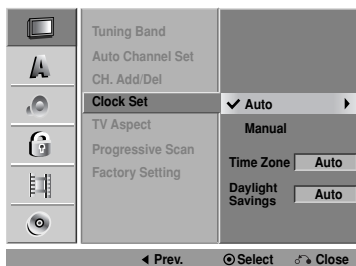 Tuning Band
Auto Channel Set
CH. Add/Del
Clock Set
TV Aspect
Progressive Scan
Factory Setting
Auto
Manual
Time Zone Auto
Daylight
Savings Auto
Prev. Select Close